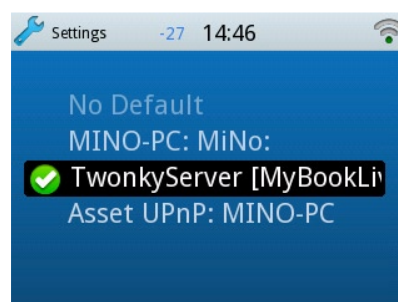 Settings -27 14:46
No Default
MINO-PC: MiNo:
TwonkyServer [MyBookLiv
Asset UPnP: MINO-PC